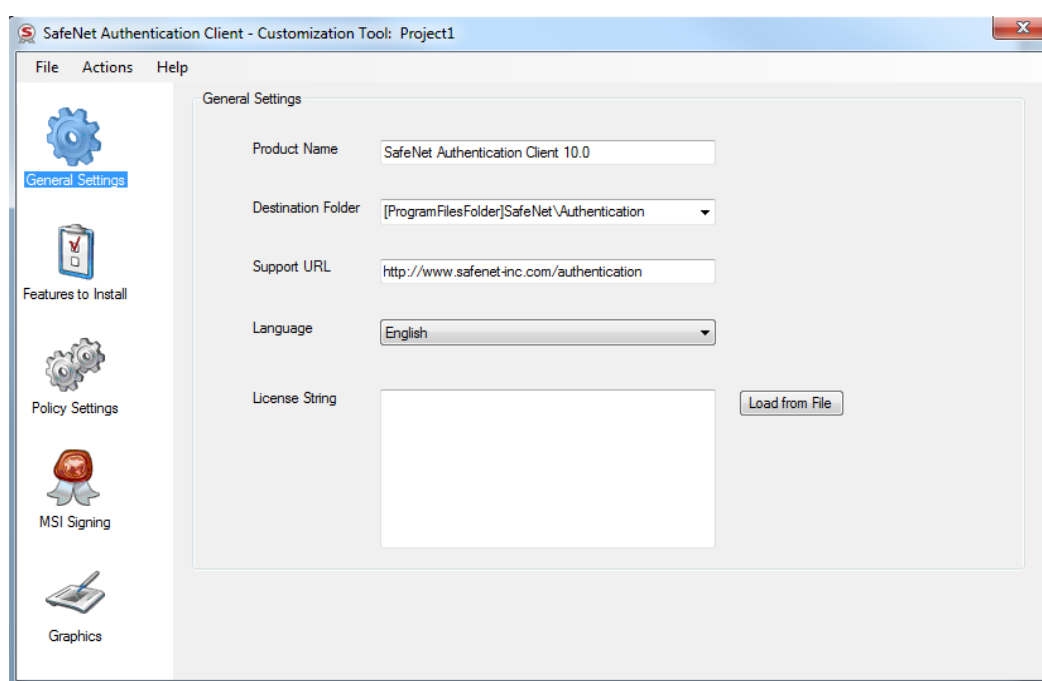 SafeNet Authentication Client - Customization Tool: Project1
File Actions Help
General Settings
Features to Install
Policy Settings
MSI Signing
Graphics
General Settings
Product Name SafeNet Authentication Client 10.0
Destination Folder [ProgramFilesFolder]SafeNet\Authentication
Support URL http://www.safenet-inc.com/authentication
Language English
License String Load from File